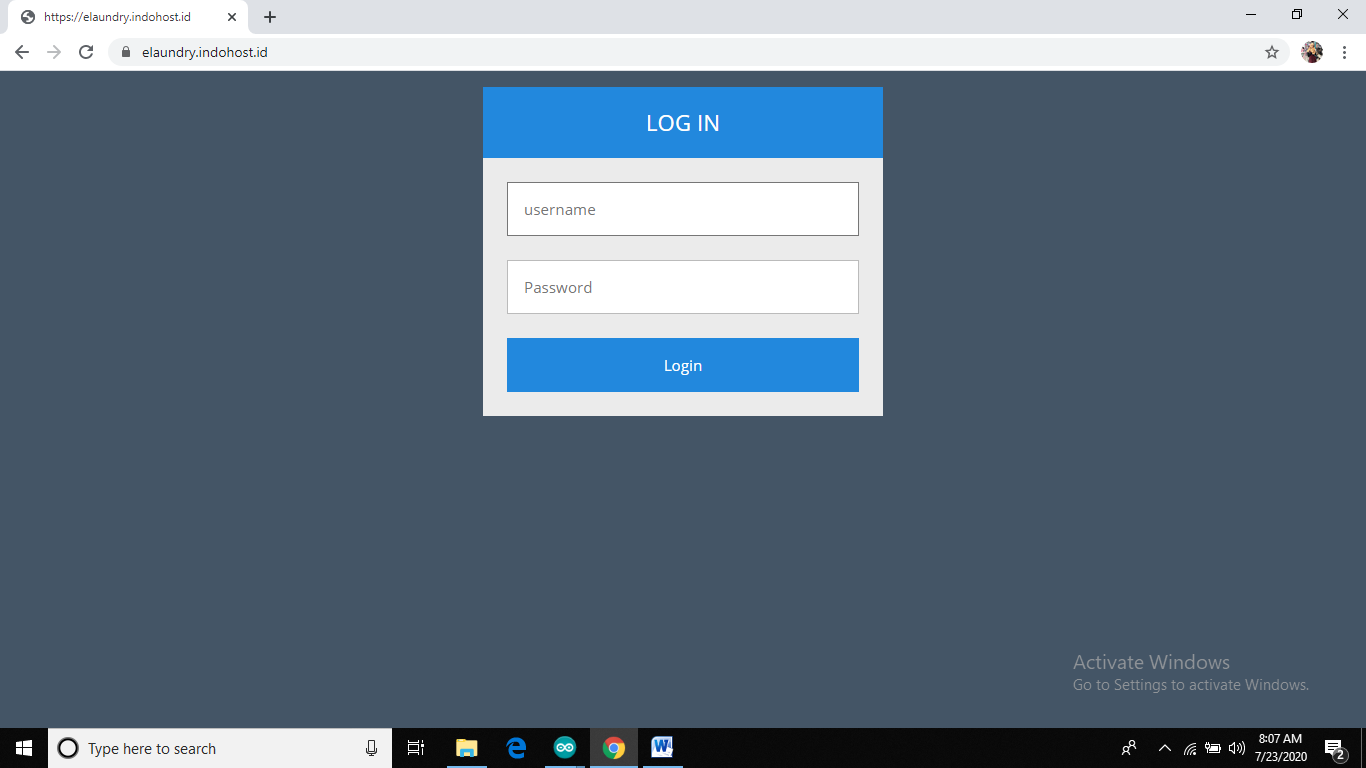 https://elaundry.indohost.id
elaundry.indohost.id
LOG IN
username
Password
Login
Activate Windows
Go to Settings to activate Windows.
Type here to search
W
8:07 AM
7/23/2020
2